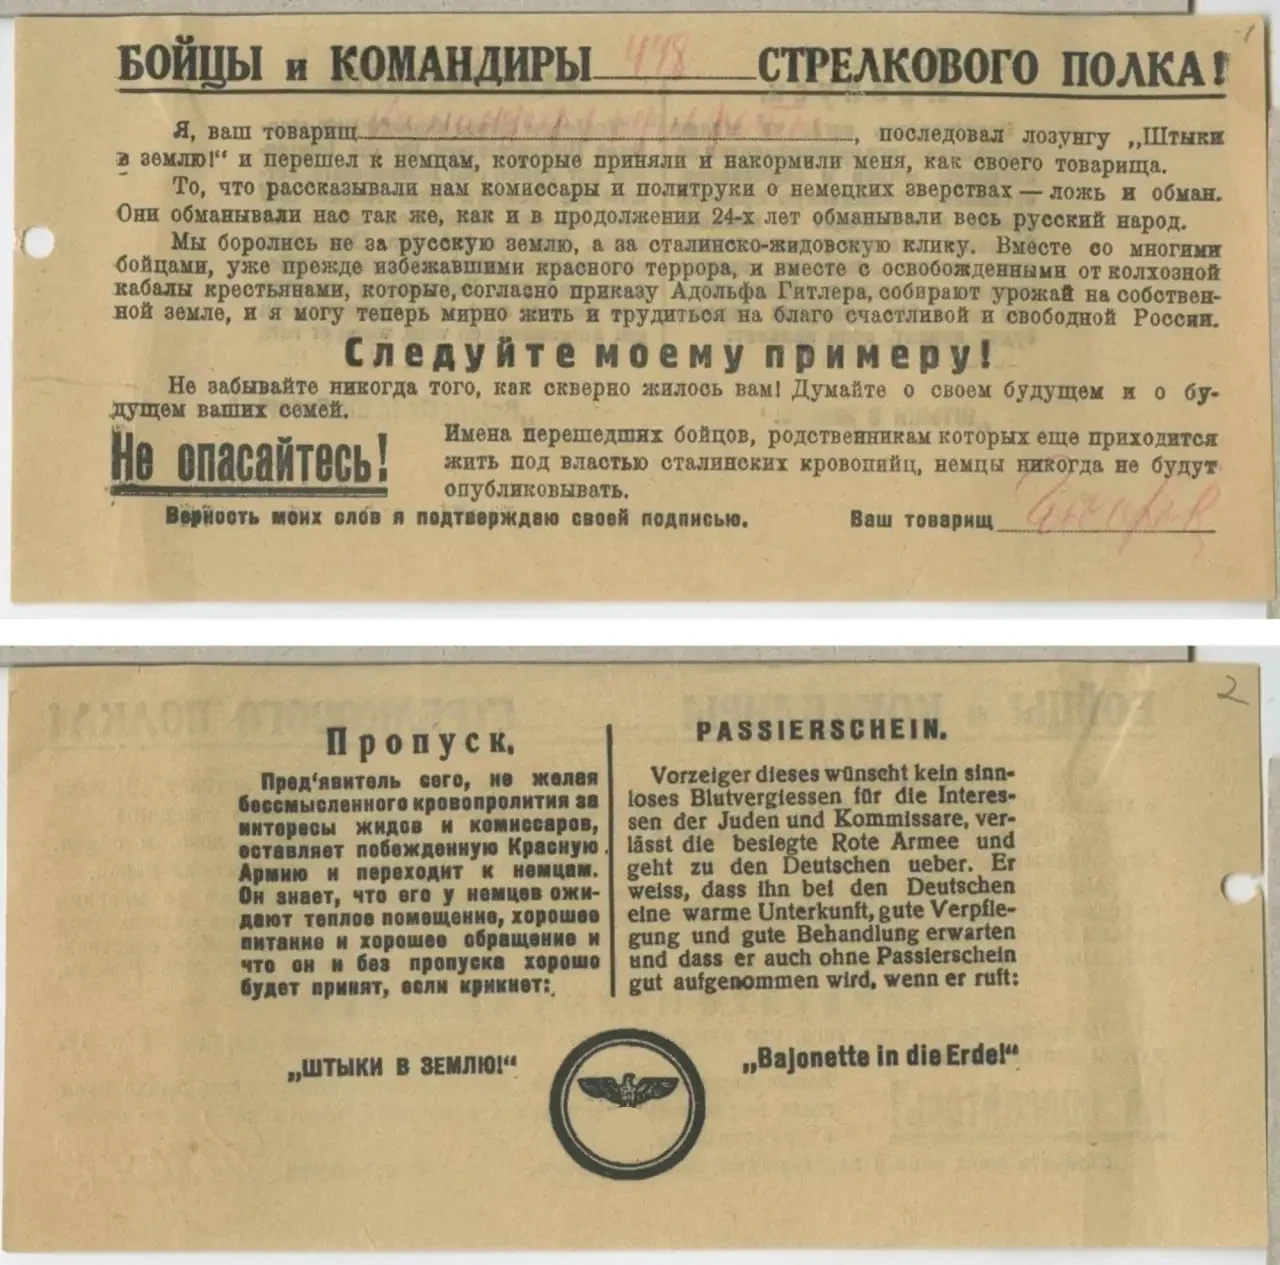 1
БОЙЦЫ и КОМАНДИРЫ 448 СТРЕЛКОВОГО ПОЛКА!
Я, ваш товарищ , последовал лозунгу „Штыки
в землю!“ и перешел к немцам, которые приняли и накормили меня, как своего товарища.
То, что рассказывали нам комиссары и политруки о немецких зверствах — ложь и обман.
Они обманывали нас так же, как и в продолжении 24-х лет обманывали весь русский народ.
Мы боролись не за русскую землю, а за сталинско-жидовскую клику. Вместе со многими
бойцами, уже прежде избежавшими красного террора, и вместе с освобожденными от колхозной
кабалы крестьянами, которые, согласно приказу Адольфа Гитлера, собирают урожай на собствен-
ной земле, и я могу теперь мирно жить и трудиться на благо счастливой и свободной России.
Следуйте моему примеру!
Не забывайте никогда того, как скверно жилось вам! Думайте о своем будущем и о бу-
дущем ваших семей.
Не опасайтесь!
Имена перешедших бойцов, родственникам которых еще приходится
жить под властью сталинских кровопийц, немцы никогда не будут
опубликовывать.
Верность моих слов я подтверждаю своей подписью. Ваш товарищ
2
Пропуск.
Пред'явитель сего, не желая
бессмысленного кровопролития за
интересы жидов и комиссаров,
оставляет побежденную Красную
Армию и переходит к немцам.
Он знает, что его у немцев ожи-
дают теплое помещение, хорошее
питание и хорошее обращение и
что он и без пропуска хорошо
будет принят, если крикнет:
„ШТЫКИ В ЗЕМЛЮ!“
PASSIERSCHEIN.
Vorzeiger dieses wünscht kein sinn-
loses Blutvergiessen für die Interes-
sen der Juden und Kommissare, ver-
lässt die besiegte Rote Armee und
geht zu den Deutschen ueber. Er
weiss, dass ihn bei den Deutschen
eine warme Unterkunft, gute Verpfle-
gung und gute Behandlung erwarten
und dass er auch ohne Passierschein
gut aufgenommen wird, wenn er ruft:
„Bajonette in die Erde!“